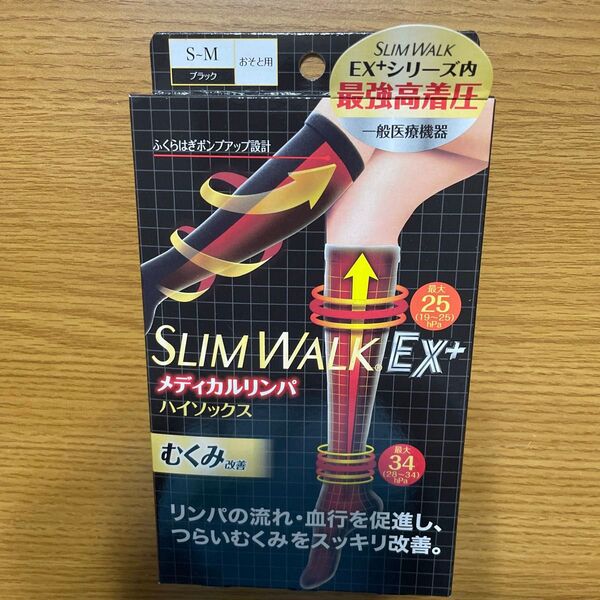 S~M
ブラック
おそと用
SLIM WALK
EX+シリーズ内
最強高着圧
一般医療機器
ふくらはぎポンプアップ設計
最大
25
(19~25)
hPa
SLIM WALK® EX+
メディカルリンパ
ハイソックス
むくみ改善
最大
34
(28~34)
hPa
リンパの流れ・血行を促進し、
つらいむくみをスッキリ改善。